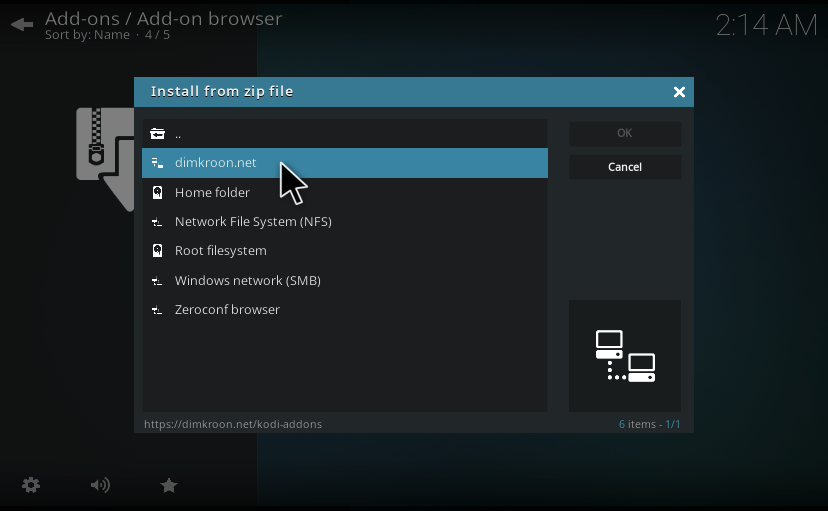 Add-ons / Add-on browser
Sort by: Name · 4 / 5
2:14 AM
Install from zip file
..
dimkroon.net
Home folder
Network File System (NFS)
Root filesystem
Windows network (SMB)
Zeroconf browser
OK
Cancel
https://dimkroon.net/kodi-addons
6 items - 1/1